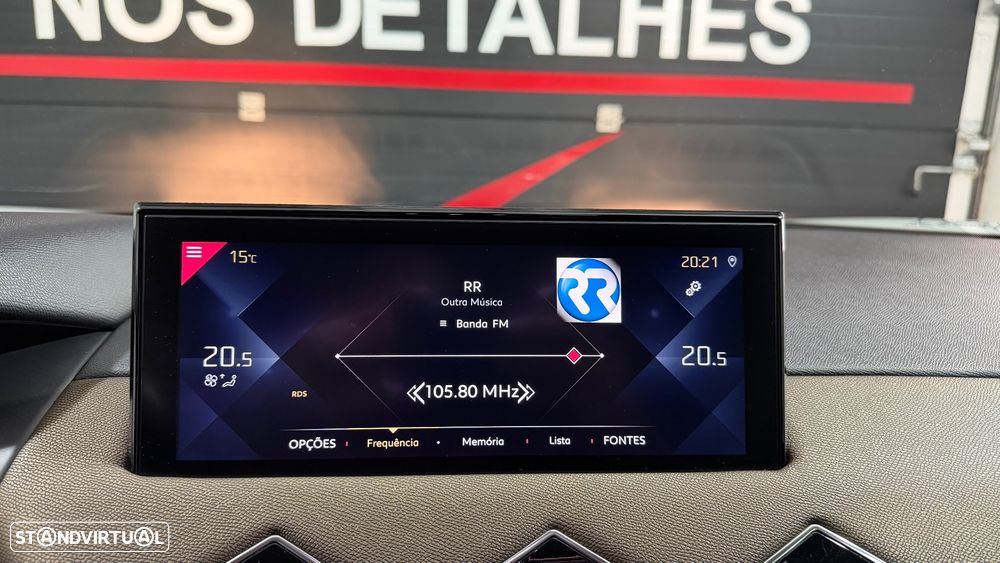 NOS DETALHES
15°C
RR
Outra Música
Banda FM
RR
20:21
20.5
20.5
RDS
105.80 MHz
OPÇÕES
Frequência
Memória
Lista
FONTES
STANDVIRTUAL